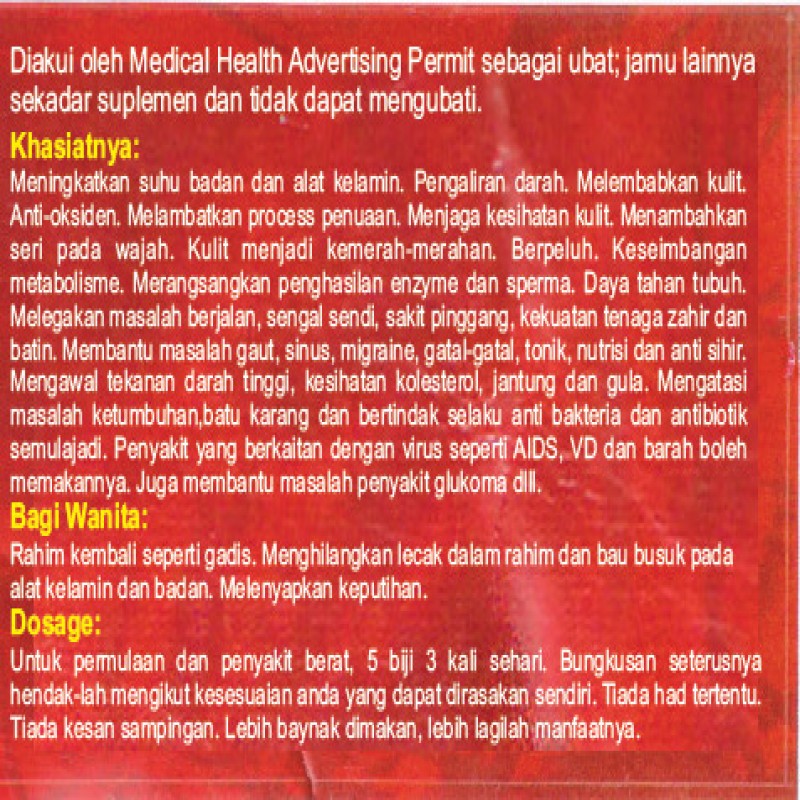 Diakui oleh Medical Health Advertising Permit sebagai ubat; jamu lainnya
sekadar suplemen dan tidak dapat mengubati.
Khasiatnya:
Meningkatkan suhu badan dan alat kelamin. Pengaliran darah. Melembabkan kulit.
Anti-oksiden. Melambatkan process penuaan. Menjaga kesihatan kulit. Menambahkan
seri pada wajah. Kulit menjadi kemerah-merahan. Berpeluh. Keseimbangan
metabolisme. Merangsangkan penghasilan enzyme dan sperma. Daya tahan tubuh.
Melegakan masalah berjalan, sengal sendi, sakit pinggang, kekuatan tenaga zahir dan
batin. Membantu masalah gaut, sinus, migraine, gatal-gatal, tonik, nutrisi dan anti sihir.
Mengawal tekanan darah tinggi, kesihatan kolesterol, jantung dan gula. Mengatasi
masalah ketumbuhan,batu karang dan bertindak selaku anti bakteria dan antibiotik
semulajadi. Penyakit yang berkaitan dengan virus seperti AIDS, VD dan barah boleh
memakannya. Juga membantu masalah penyakit glukoma dlll.
Bagi Wanita:
Rahim kembali seperti gadis. Menghilangkan lecak dalam rahim dan bau busuk pada
alat kelamin dan badan. Melenyapkan keputihan.
Dosage:
Untuk permulaan dan penyakit berat, 5 biji 3 kali sehari. Bungkusan seterusnya
hendak-lah mengikut kesesuaian anda yang dapat dirasakan sendiri. Tiada had tertentu.
Tiada kesan sampingan. Lebih baynak dimakan, lebih lagilah manfaatnya.